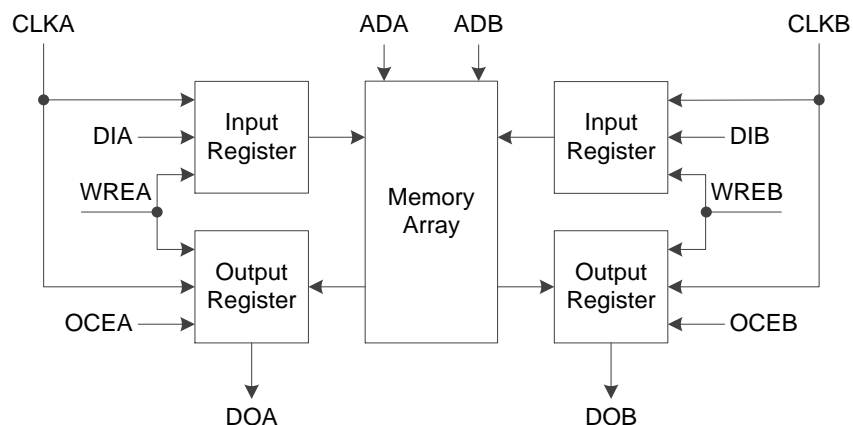 CLKA ADA ADB CLKB
Input
Register
Input
Register
DIA DIB
WREA WREB
Memory
Array
Output
Register
Output
Register
OCEA OCEB
DOA DOB